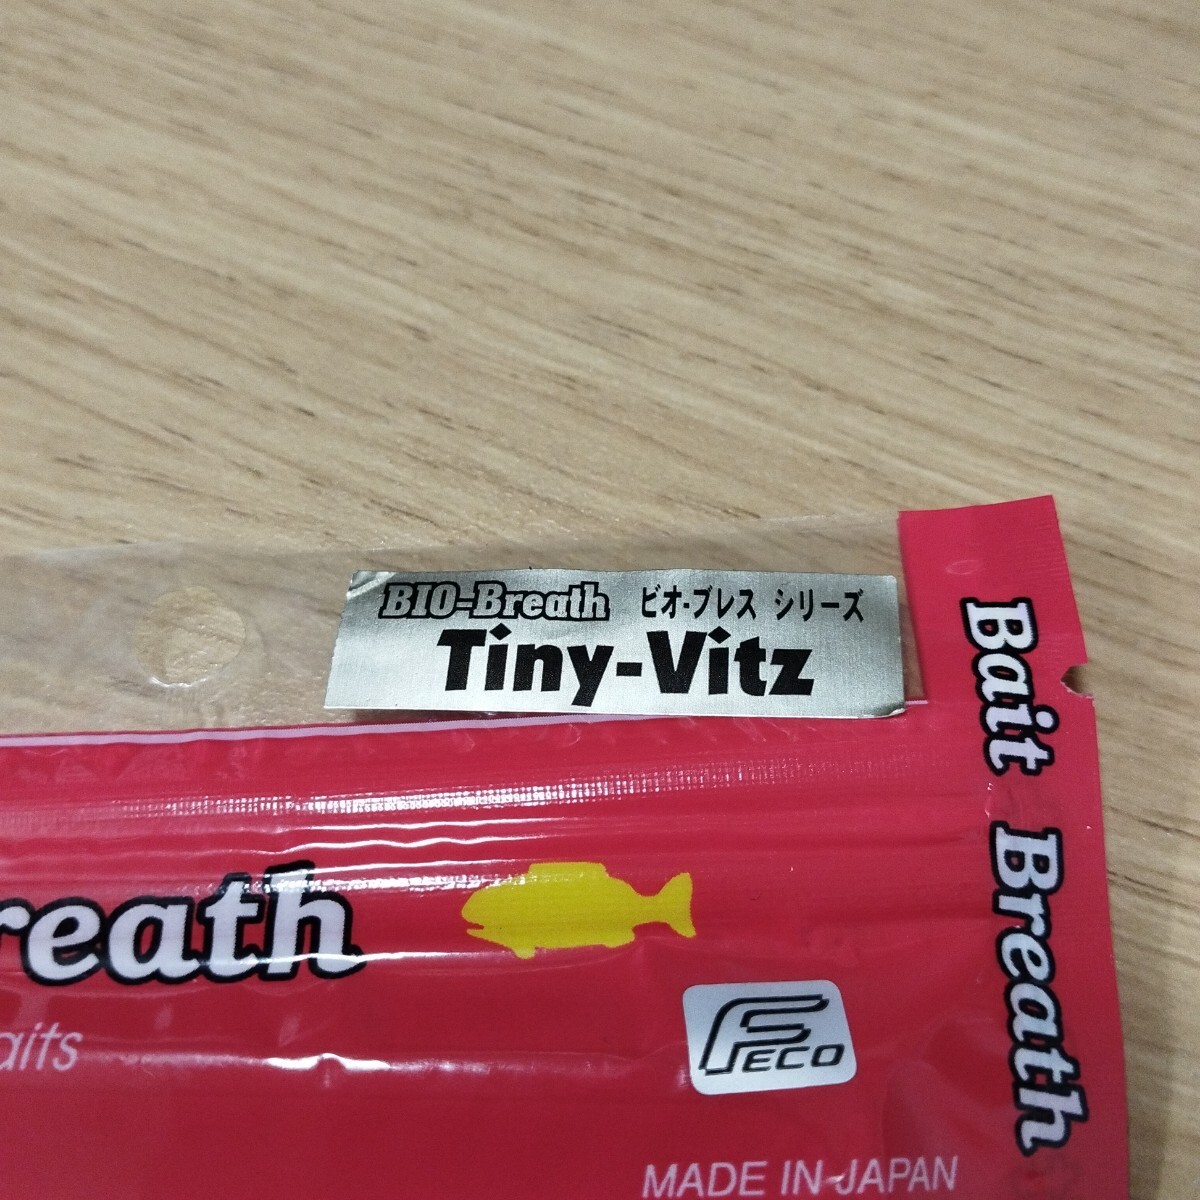 BIO-Breath ビオ-ブレス シリーズ
Tiny-Vitz
Bait Breath
reath
aits
FECO
MADE IN JAPAN